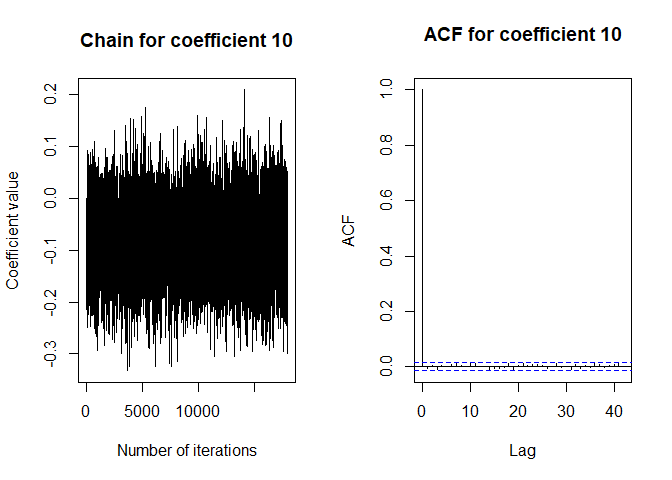 Chain for coefficient 10
Coefficient value
0.2
0.1
0.0
-0.1
-0.2
-0.3
0 5000 10000
Number of iterations
ACF for coefficient 10
ACF
1.0
0.8
0.6
0.4
0.2
0.0
0 10 20 30 40
Lag